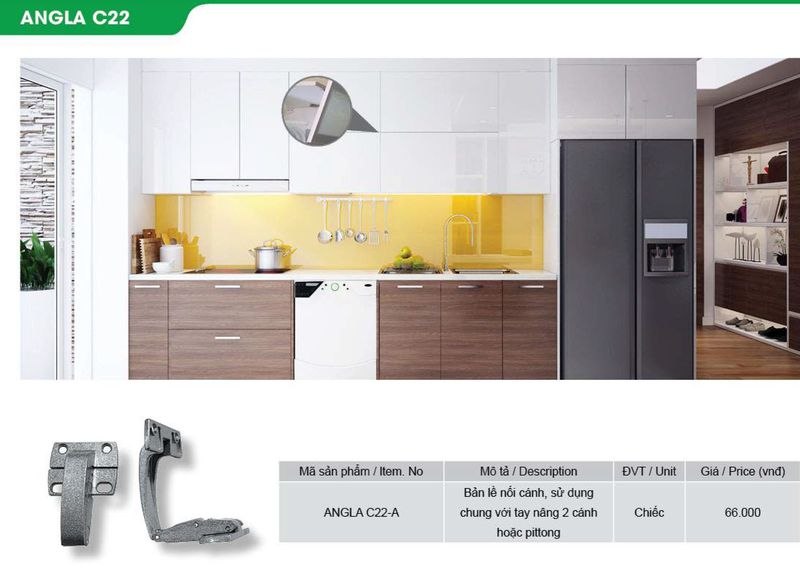 ANGLA C22
Mã sản phẩm / Item. No
Mô tả / Description
ĐVT / Unit
Giá / Price (vnđ)
ANGLA C22-A
Bản lề nối cánh, sử dụng
chung với tay nâng 2 cánh
hoặc pittong
Chiếc
66.000